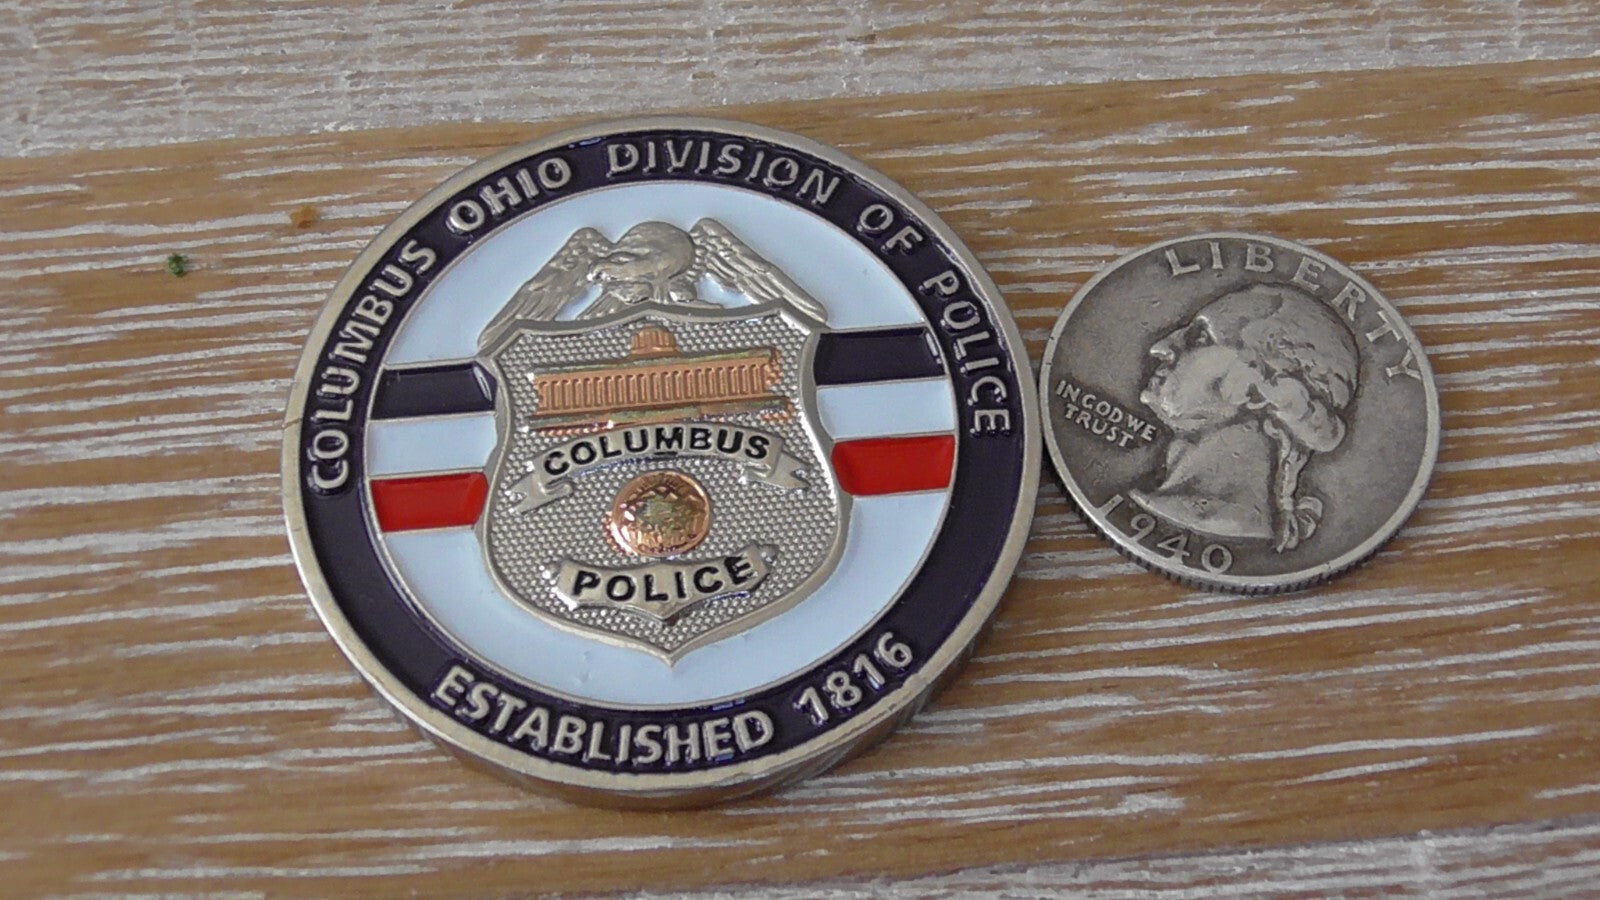 COLUMBUS OHIO DIVISION OF POLICE
COLUMBUS
POLICE
ESTABLISHED 1816
LIBERTY
IN GOD WE
TRUST
1940